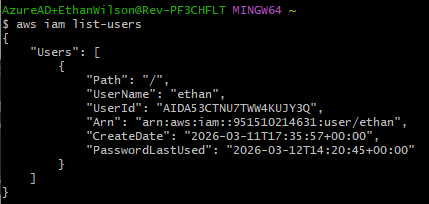 AzureAD+EthanWilson@Rev-PF3CHFLT MINGW64 ~
$ aws iam list-users
{
    "Users": [
        {
            "Path": "/",
            "UserName": "ethan",
            "UserId": "AIDA53CTNU7TWW4KUJY3Q",
            "Arn": "arn:aws:iam::951510214631:user/ethan",
            "CreateDate": "2026-03-11T17:35:57+00:00",
            "PasswordLastUsed": "2026-03-12T14:20:45+00:00"
        }
    ]
}